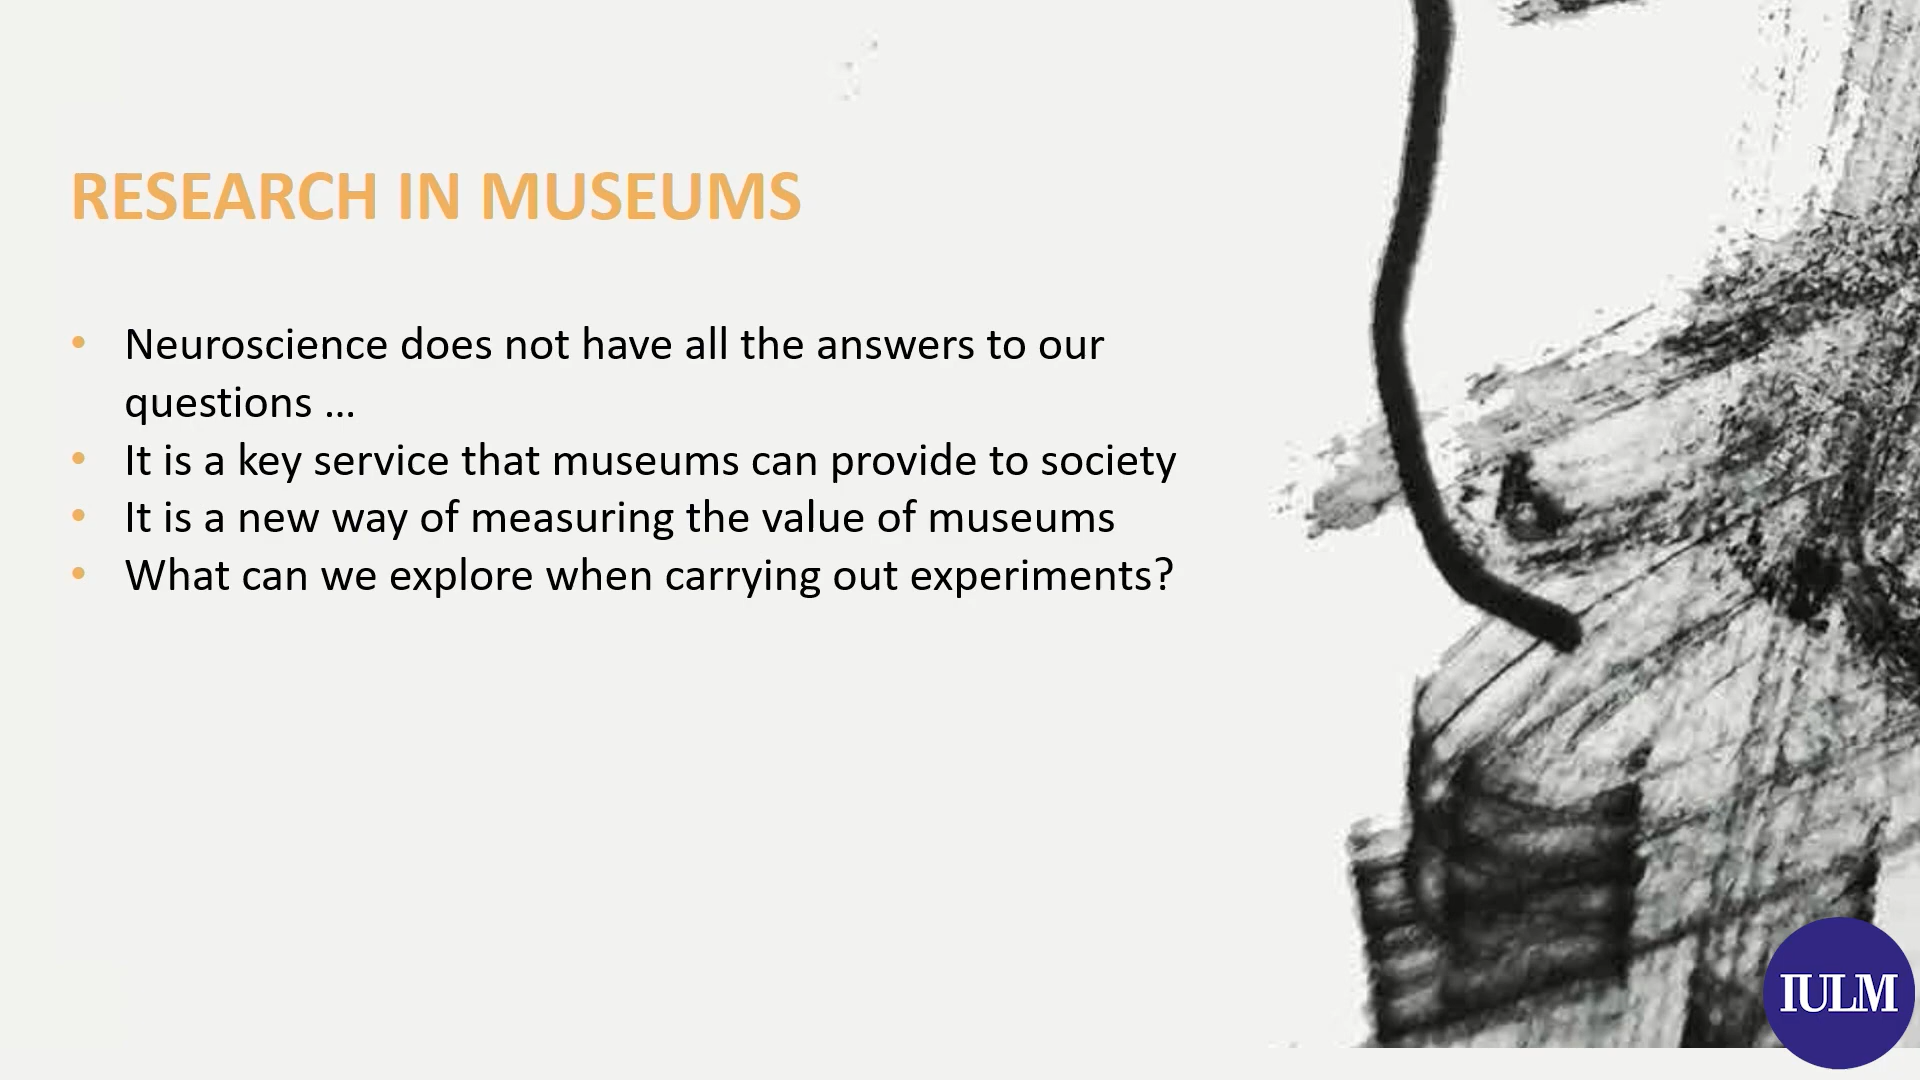 RESEARCH IN MUSEUMS
• Neuroscience does not have all the answers to our
questions ...
• It is a key service that museums can provide to society
• It is a new way of measuring the value of museums
• What can we explore when carrying out experiments?
IULM